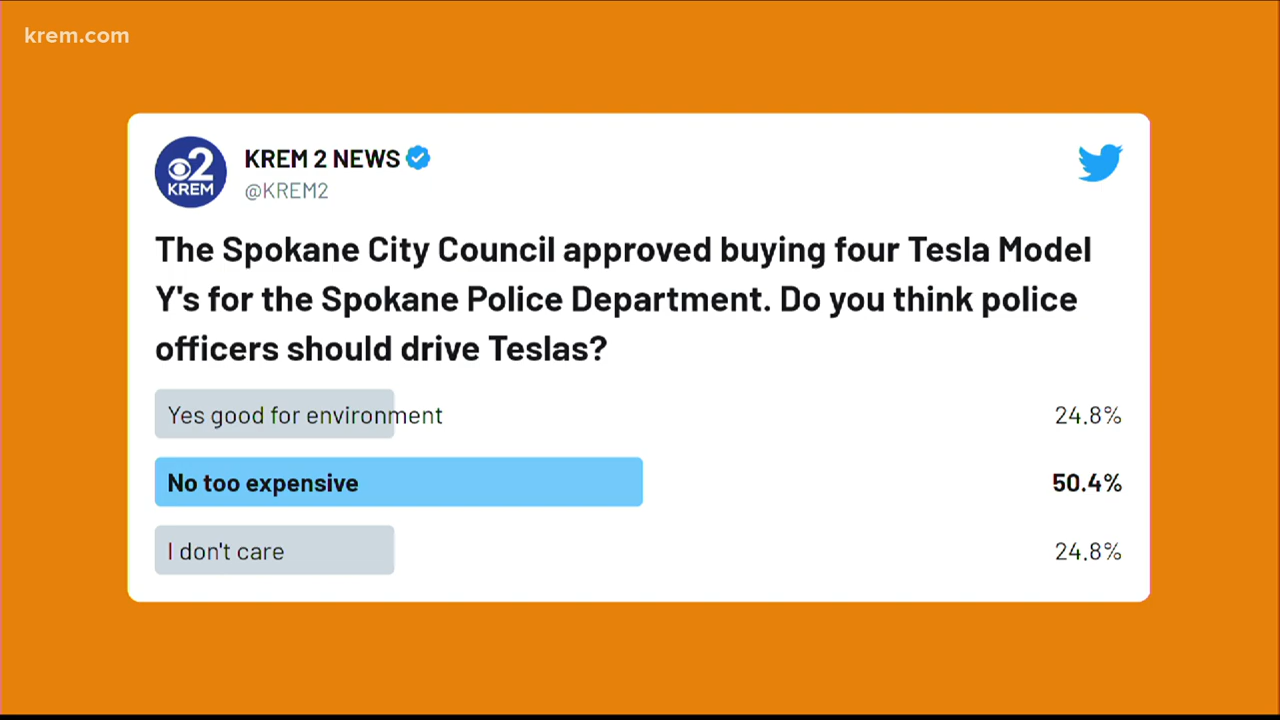 krem.com
2
KREM
KREM 2 NEWS
@KREM2
The Spokane City Council approved buying four Tesla Model
Y's for the Spokane Police Department. Do you think police
officers should drive Teslas?
Yes good for environment 24.8%
No too expensive 50.4%
I don't care 24.8%